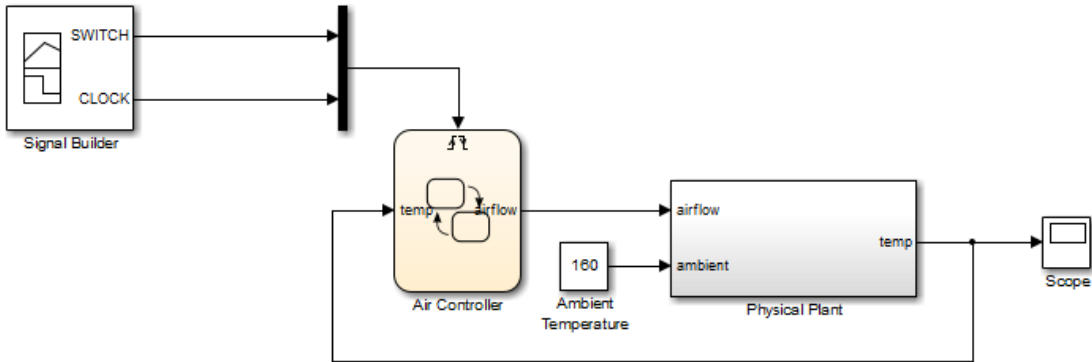 SWITCH
CLOCK
Signal Builder
temp
airflow
Air Controller
160
Ambient
Temperature
airflow
ambient
temp
Physical Plant
Scope